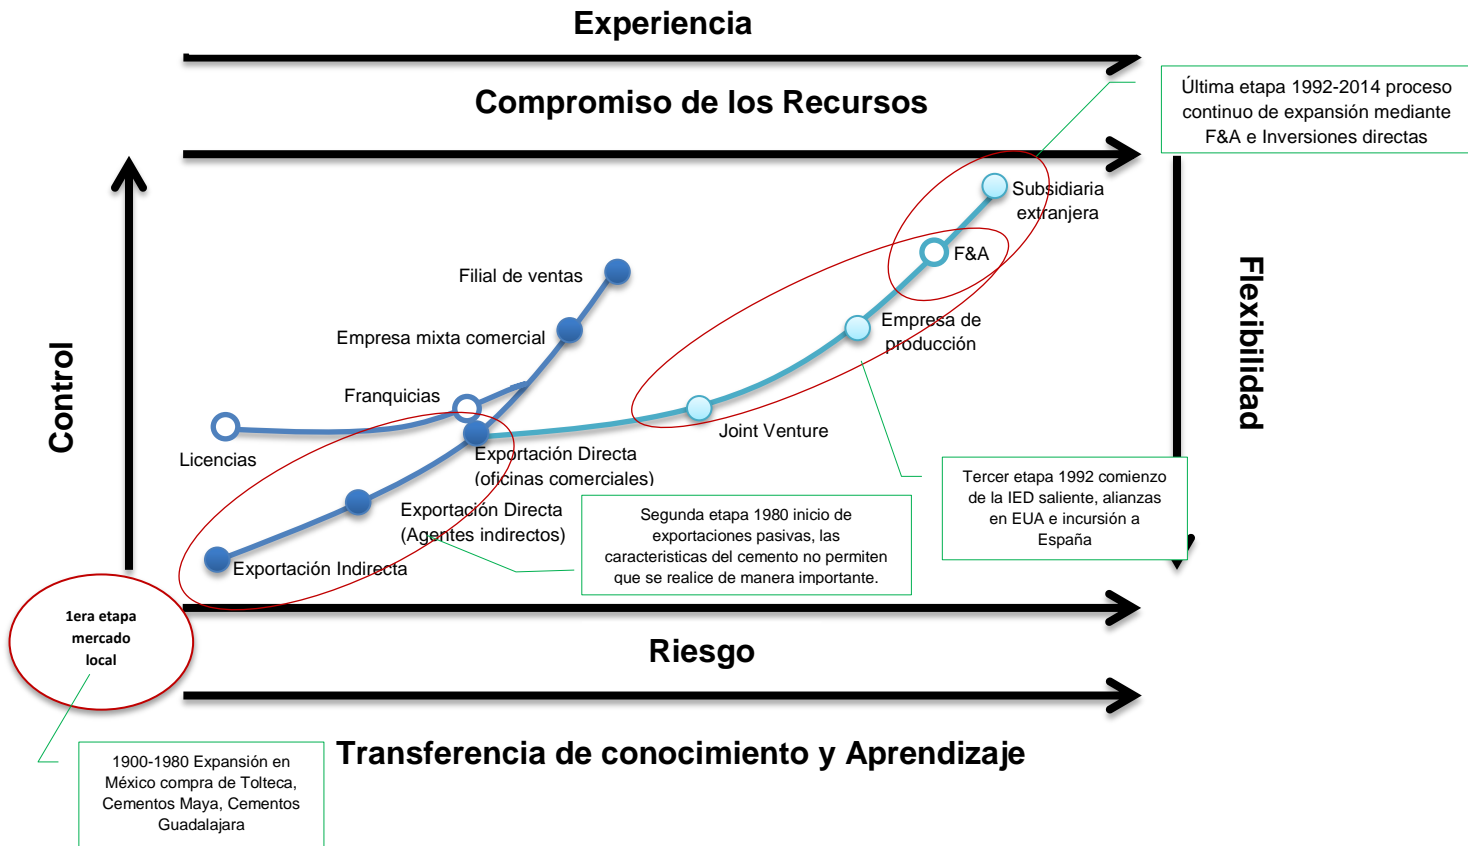 Experiencia
Compromiso de los Recursos
Última etapa 1992-2014 proceso
continuo de expansión mediante
F&A e Inversiones directas
Subsidiaria
extranjera
F&A
Filial de ventas
Empresa mixta comercial
Empresa de
producción
Franquicias
Joint Venture
Licencias
Exportación Directa
(oficinas comerciales)
Exportación Directa
(Agentes indirectos)
Exportación Indirecta
Control
Flexibilidad
Tercer etapa 1992 comienzo
de la IED saliente, alianzas
en EUA e incursión a
España
Segunda etapa 1980 inicio de
exportaciones pasivas, las
caracteristicas del cemento no permiten
que se realice de manera importante.
1era etapa
mercado
local
Riesgo
Transferencia de conocimiento y Aprendizaje
1900-1980 Expansión en
México compra de Tolteca,
Cementos Maya, Cementos
Guadalajara